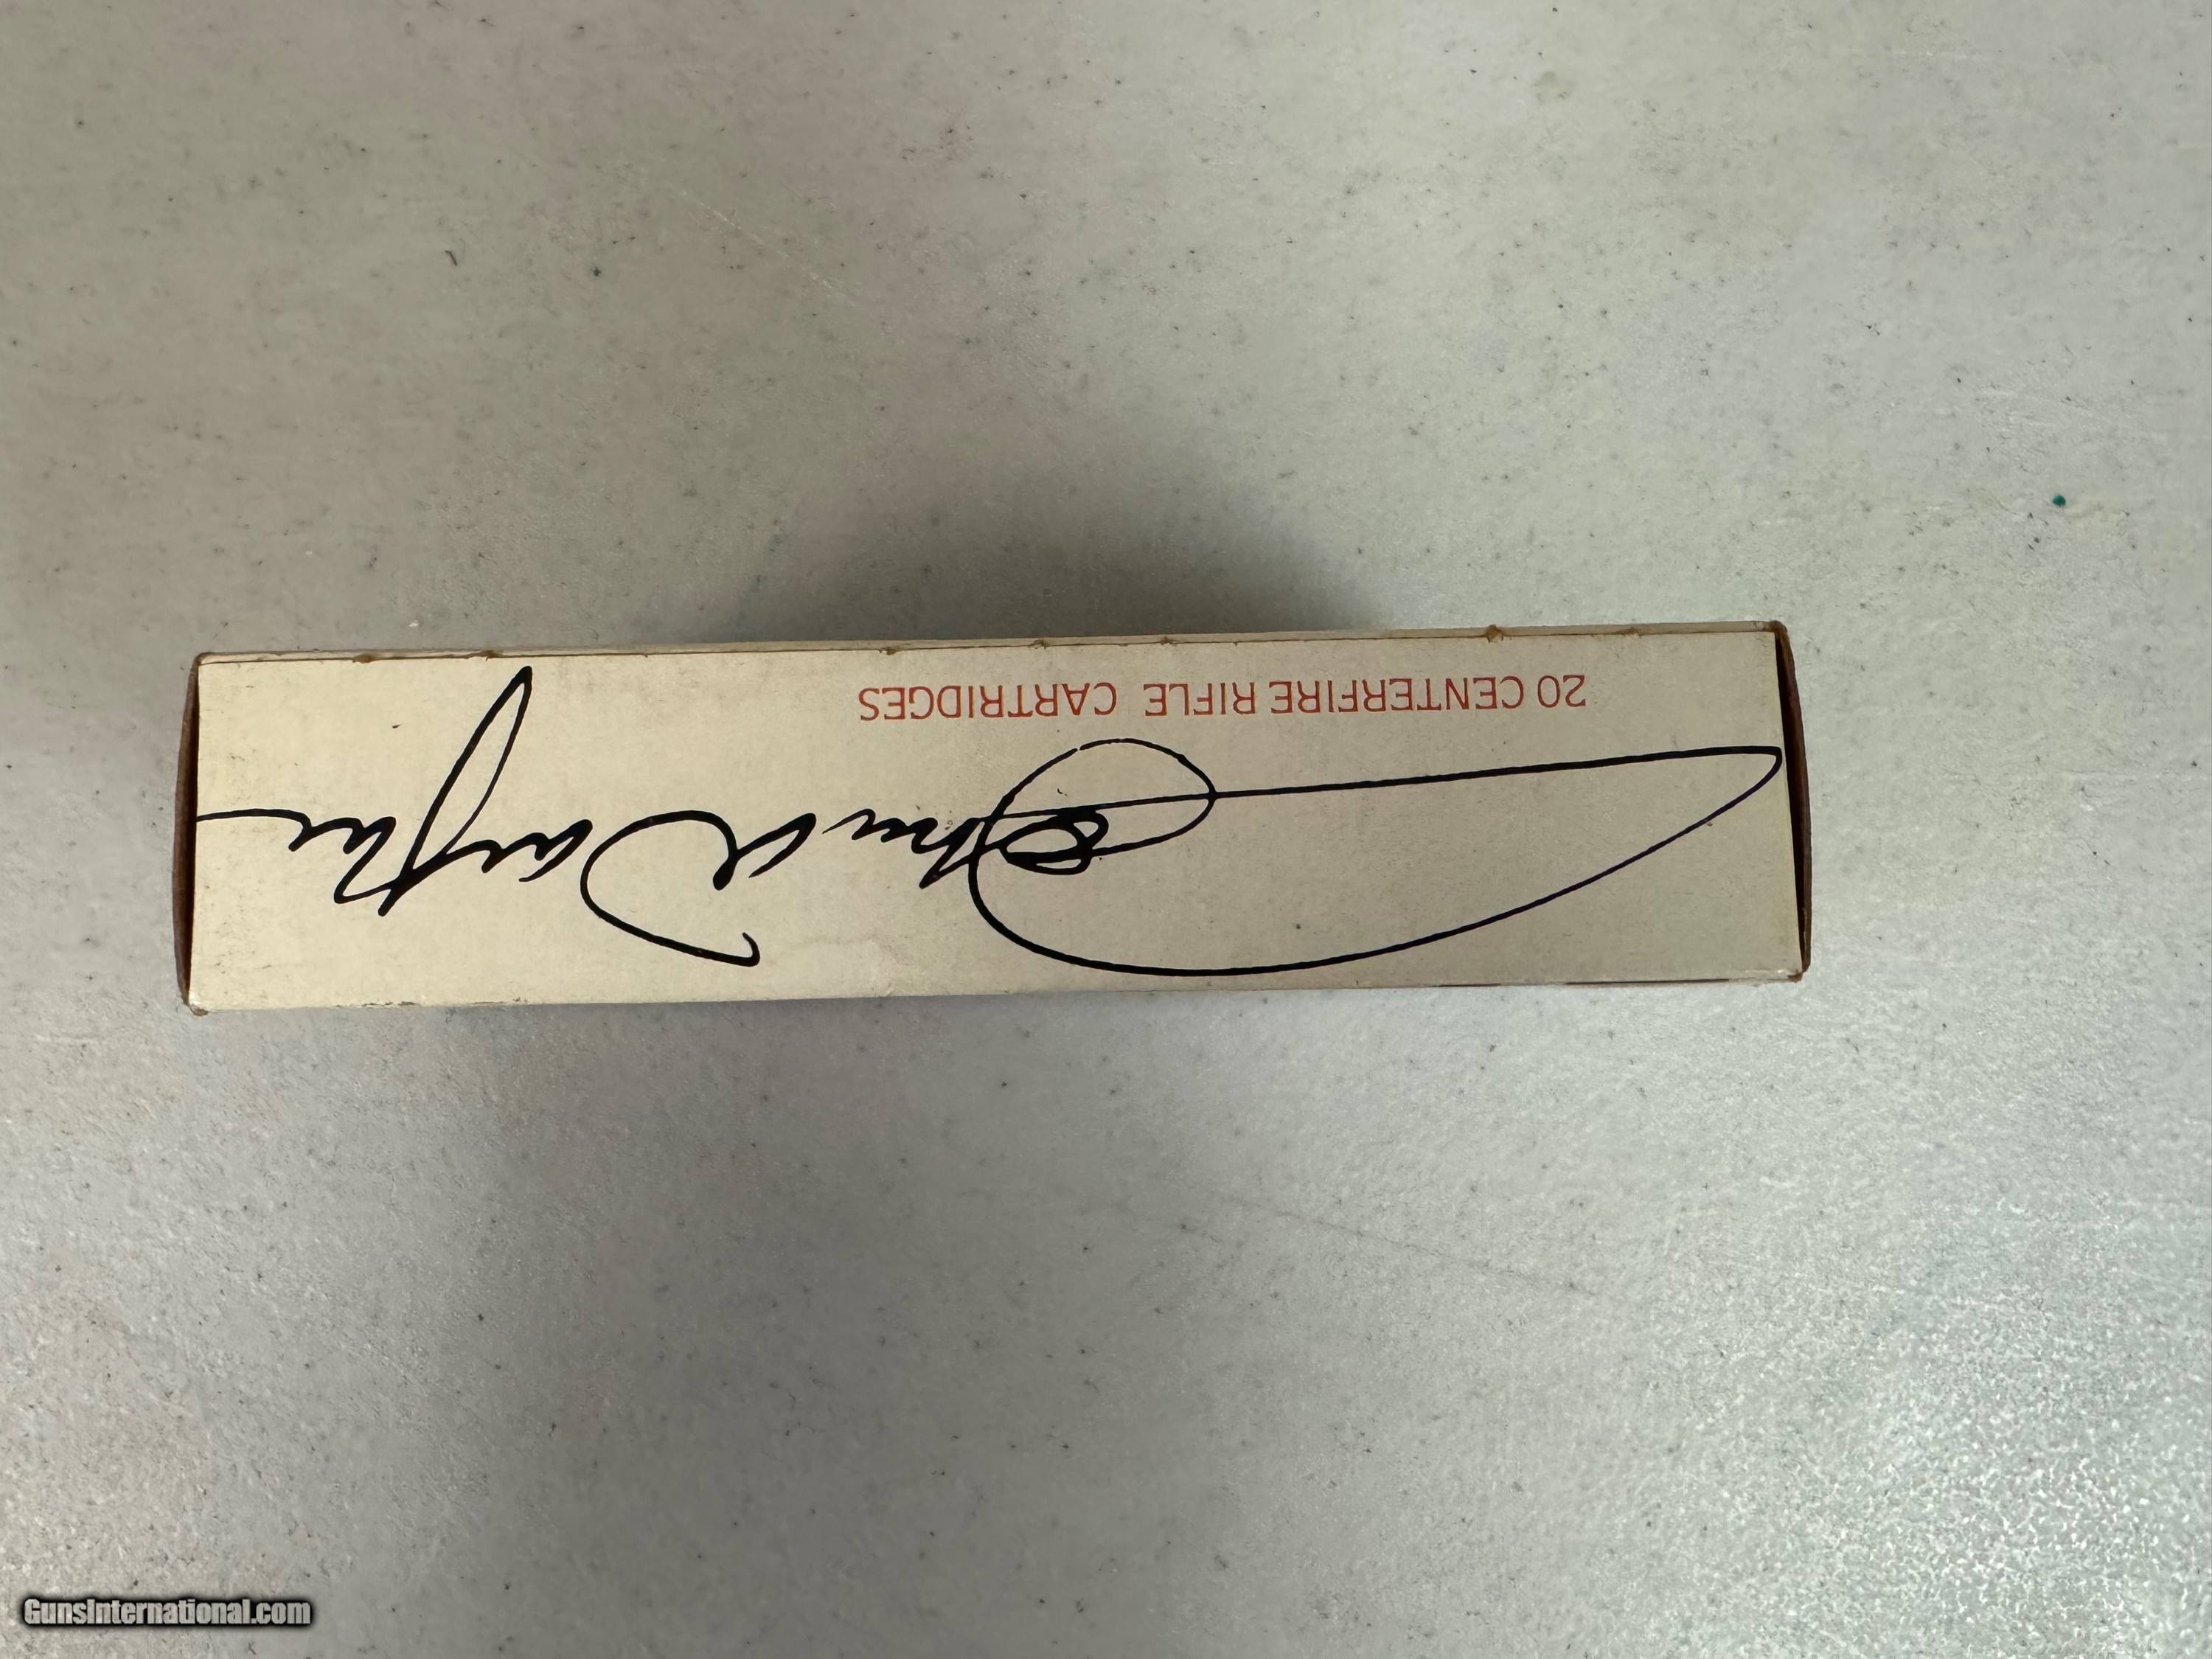 20 CENTERFIRE RIFLE CARTRIDGES
John Wayne
GunsInternational.com